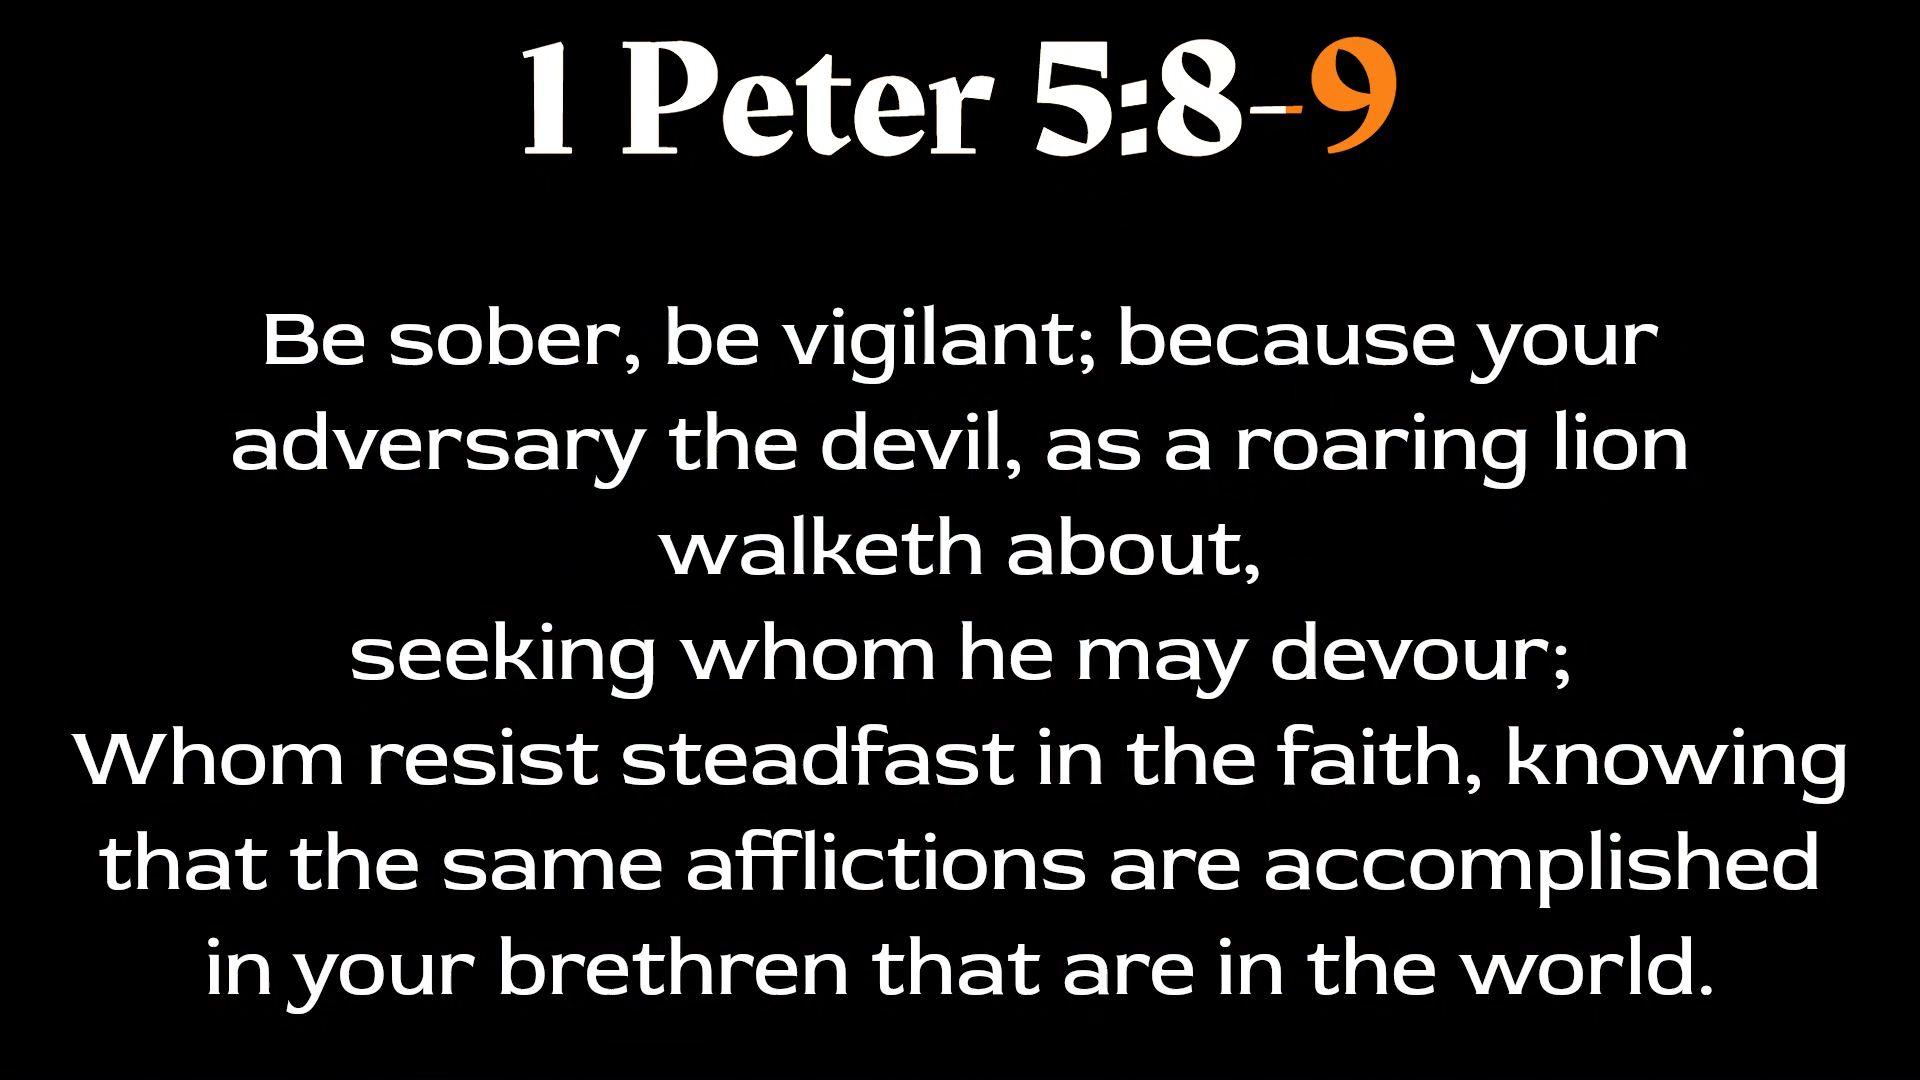 1 Peter 5:8-9
Be sober, be vigilant; because your
adversary the devil, as a roaring lion
walketh about,
seeking whom he may devour;
Whom resist steadfast in the faith, knowing
that the same afflictions are accomplished
in your brethren that are in the world.